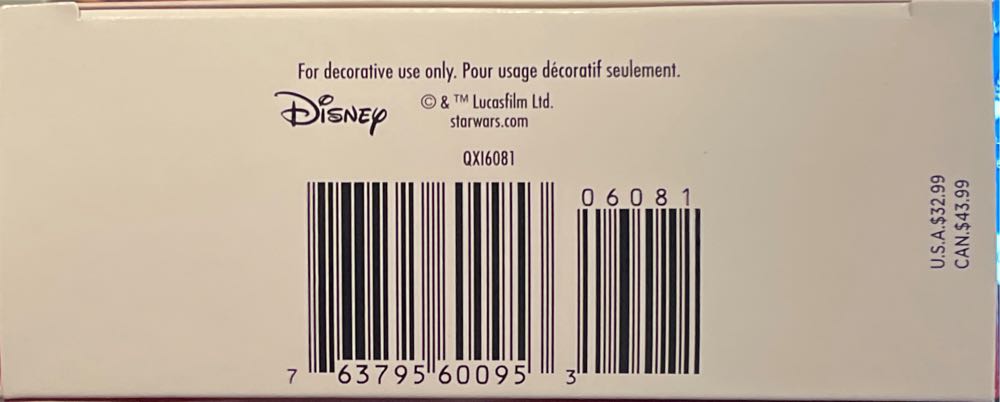 For decorative use only. Pour usage décoratif seulement.
Disney
© & ™ Lucasfilm Ltd.
starwars.com
QXI6081
06081
7 63795 60095 3
U.S.A.$32.99
CAN.$43.99